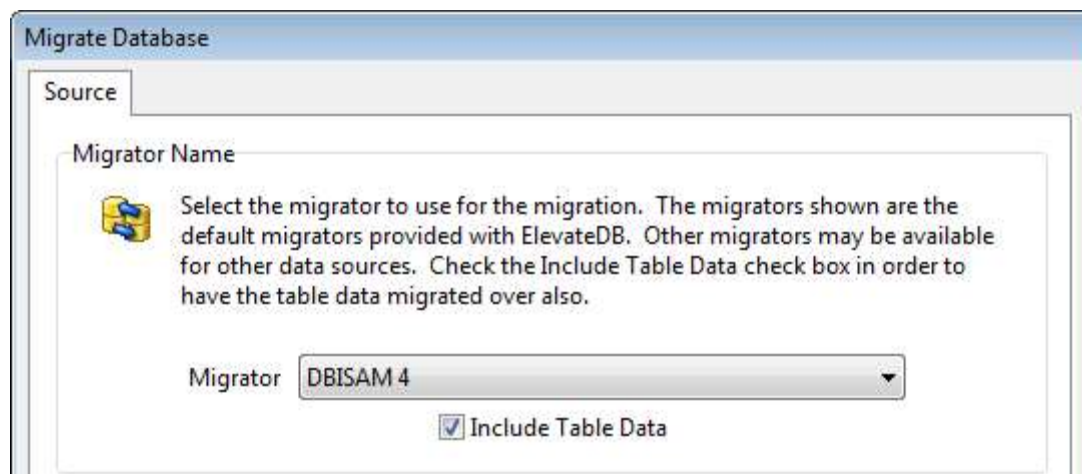 Migrate Database
Source
Migrator Name
Select the migrator to use for the migration.  The migrators shown are the
default migrators provided with ElevateDB.  Other migrators may be available
for other data sources.  Check the Include Table Data check box in order to
have the table data migrated over also.
Migrator DBISAM 4
Include Table Data